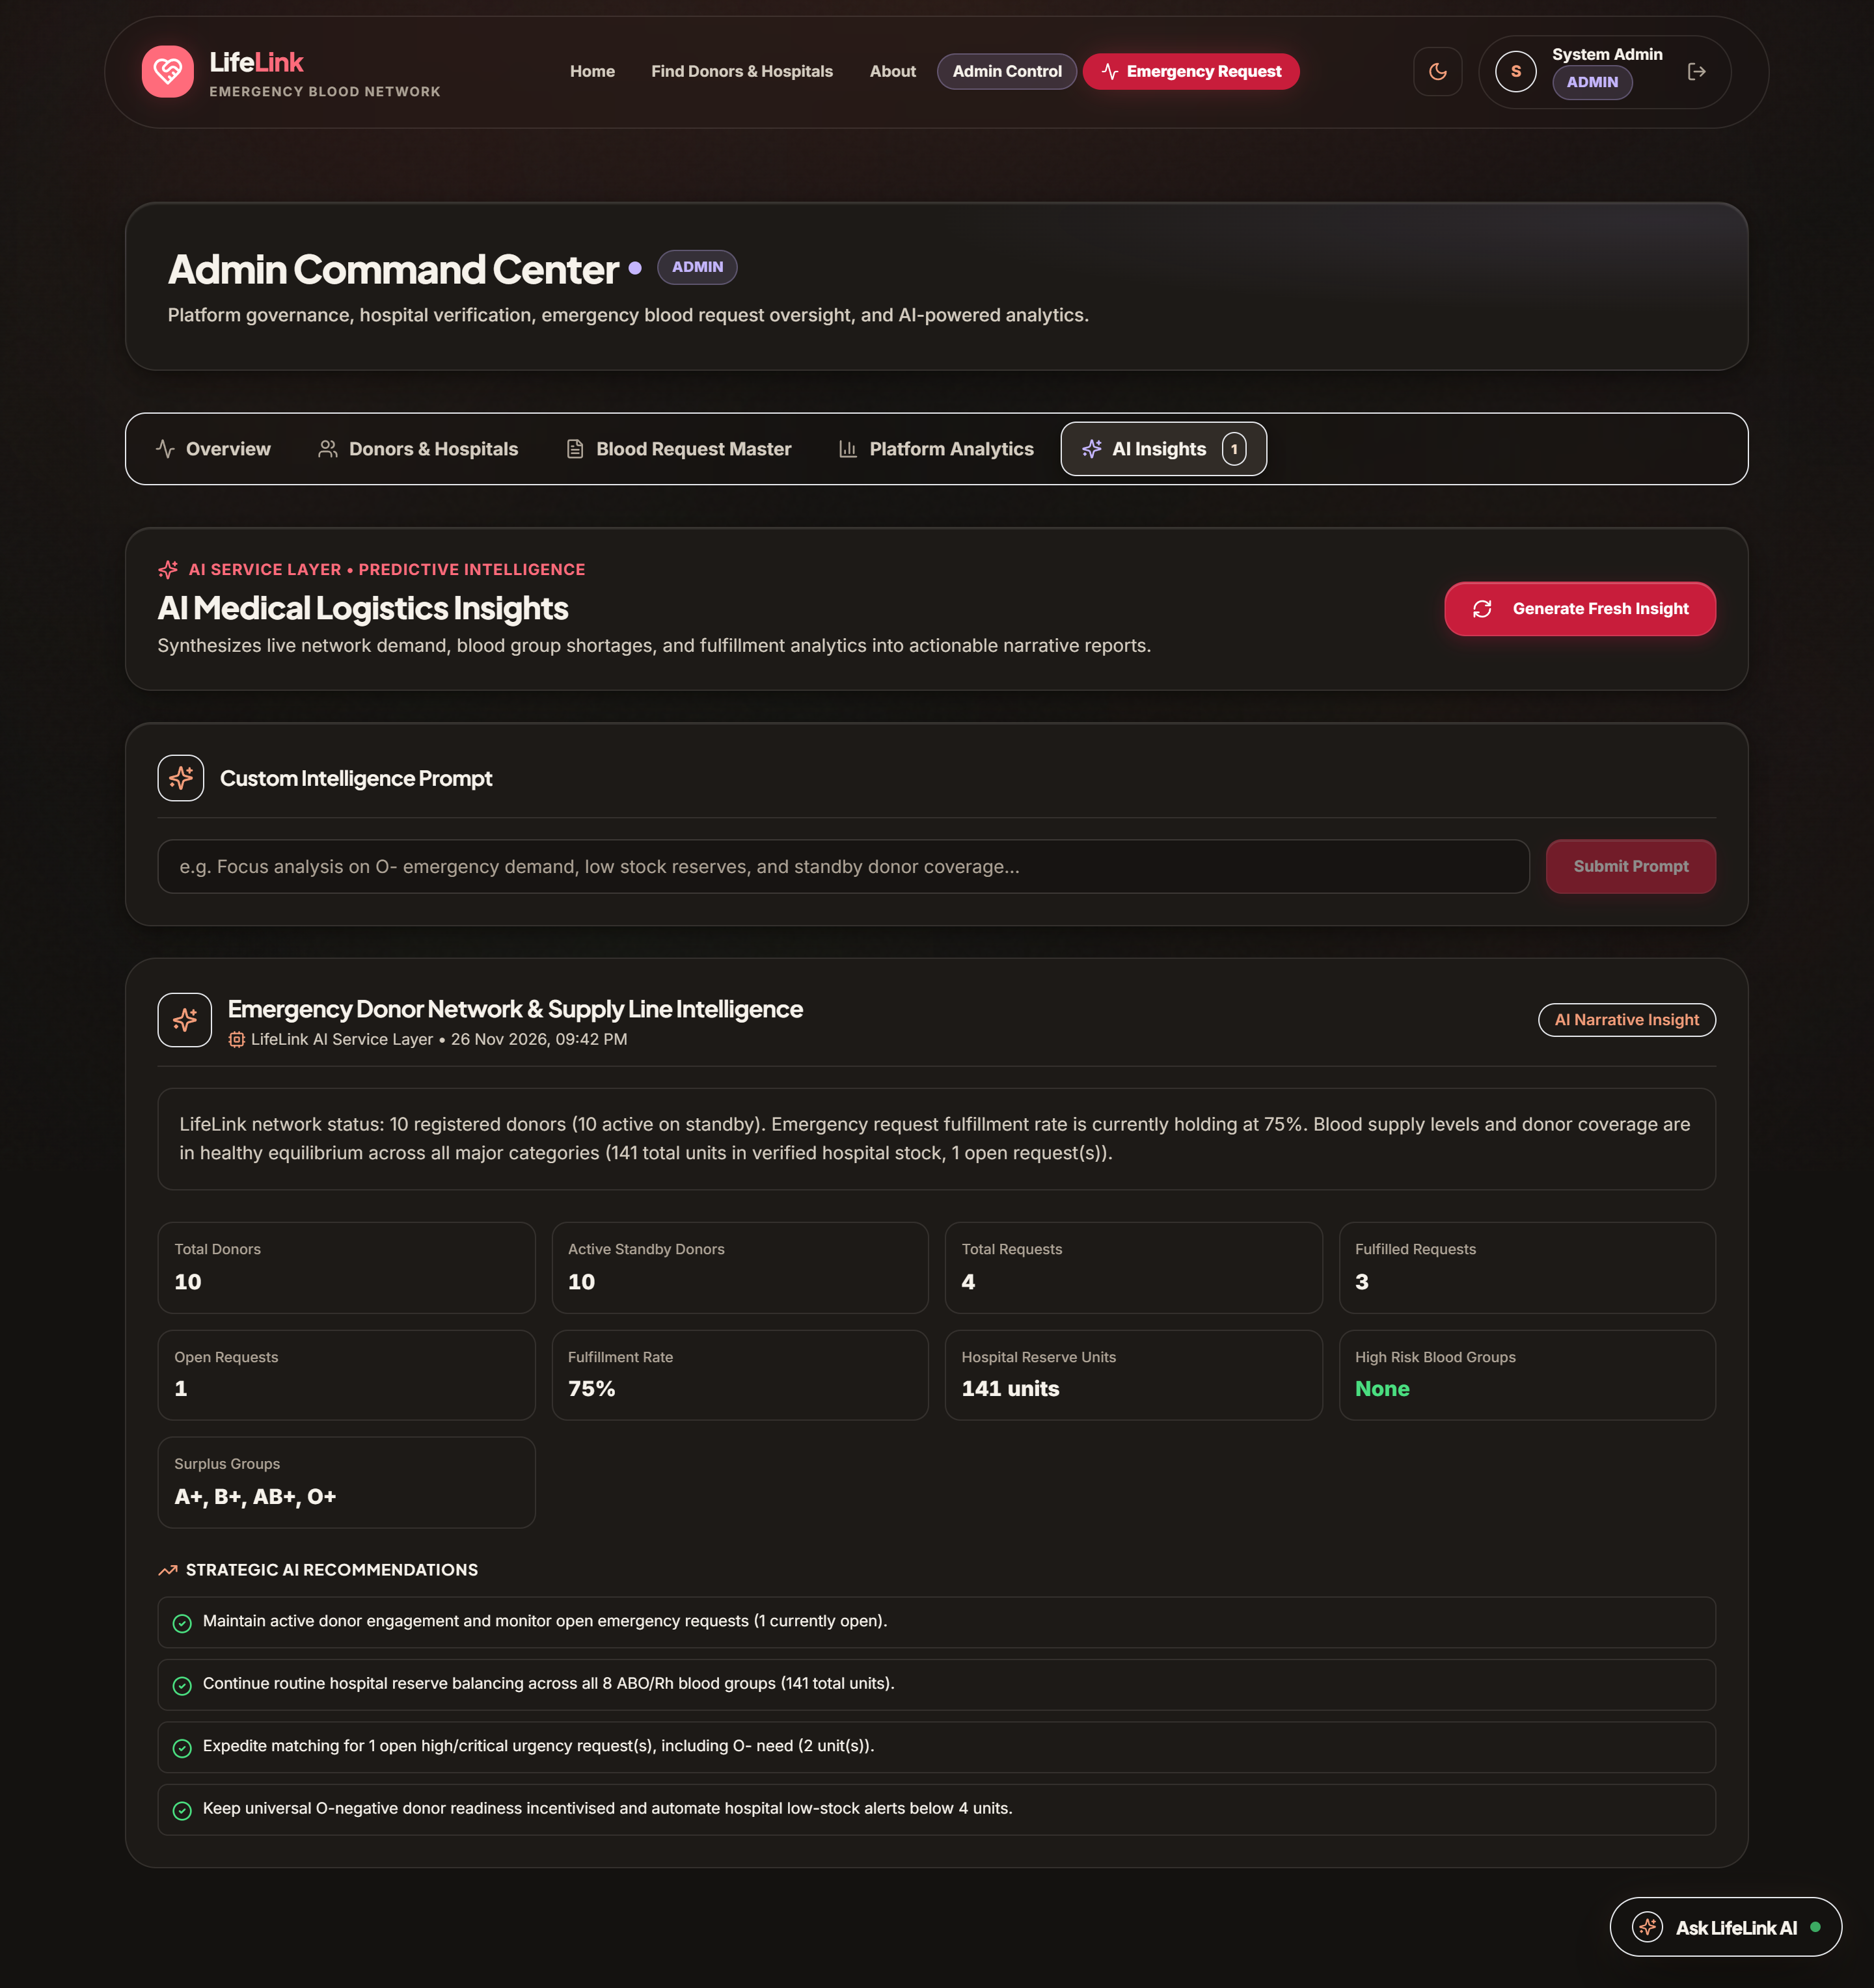 LifeLink
EMERGENCY BLOOD NETWORK
Home
Find Donors & Hospitals
About
Admin Control
Emergency Request
S
System Admin
ADMIN
Admin Command Center
ADMIN
Platform governance, hospital verification, emergency blood request oversight, and AI-powered analytics.
Overview
Donors & Hospitals
Blood Request Master
Platform Analytics
AI Insights
1
AI SERVICE LAYER • PREDICTIVE INTELLIGENCE
AI Medical Logistics Insights
Synthesizes live network demand, blood group shortages, and fulfillment analytics into actionable narrative reports.
Generate Fresh Insight
Custom Intelligence Prompt
e.g. Focus analysis on O- emergency demand, low stock reserves, and standby donor coverage...
Submit Prompt
Emergency Donor Network & Supply Line Intelligence
LifeLink AI Service Layer • 26 Nov 2026, 09:42 PM
AI Narrative Insight
LifeLink network status: 10 registered donors (10 active on standby). Emergency request fulfillment rate is currently holding at 75%. Blood supply levels and donor coverage are
in healthy equilibrium across all major categories (141 total units in verified hospital stock, 1 open request(s)).
Total Donors
10
Active Standby Donors
10
Total Requests
4
Fulfilled Requests
3
Open Requests
1
Fulfillment Rate
75%
Hospital Reserve Units
141 units
High Risk Blood Groups
None
Surplus Groups
A+, B+, AB+, O+
STRATEGIC AI RECOMMENDATIONS
Maintain active donor engagement and monitor open emergency requests (1 currently open).
Continue routine hospital reserve balancing across all 8 ABO/Rh blood groups (141 total units).
Expedite matching for 1 open high/critical urgency request(s), including O- need (2 unit(s)).
Keep universal O-negative donor readiness incentivised and automate hospital low-stock alerts below 4 units.
Ask LifeLink AI